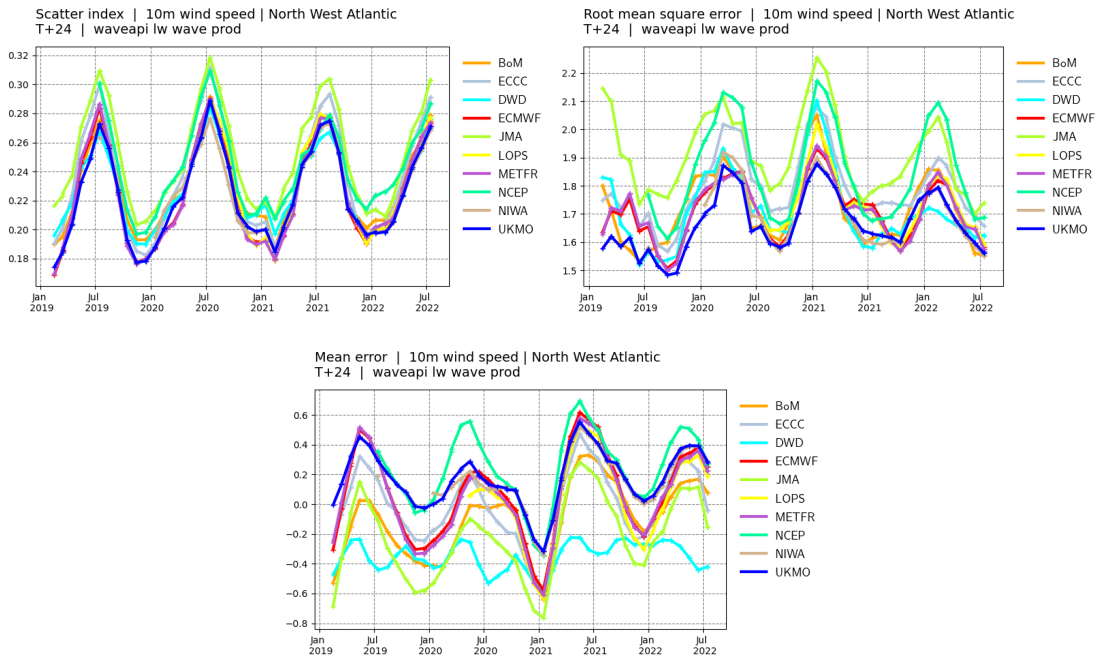 Scatter index | 10m wind speed | North West Atlantic
T+24 | waveapi lw wave prod
0.32
0.30
0.28
0.26
0.24
0.22
0.20
0.18
Jan 2019
Jul 2019
Jan 2020
Jul 2020
Jan 2021
Jul 2021
Jan 2022
Jul 2022
BoM
ECCC
DWD
ECMWF
JMA
LOPS
METFR
NCEP
NIWA
UKMO
Root mean square error | 10m wind speed | North West Atlantic
T+24 | waveapi lw wave prod
2.2
2.1
2.0
1.9
1.8
1.7
1.6
1.5
Jan 2019
Jul 2019
Jan 2020
Jul 2020
Jan 2021
Jul 2021
Jan 2022
Jul 2022
BoM
ECCC
DWD
ECMWF
JMA
LOPS
METFR
NCEP
NIWA
UKMO
Mean error | 10m wind speed | North West Atlantic
T+24 | waveapi lw wave prod
0.6
0.4
0.2
0.0
−0.2
−0.4
−0.6
−0.8
Jan 2019
Jul 2019
Jan 2020
Jul 2020
Jan 2021
Jul 2021
Jan 2022
Jul 2022
BoM
ECCC
DWD
ECMWF
JMA
LOPS
METFR
NCEP
NIWA
UKMO